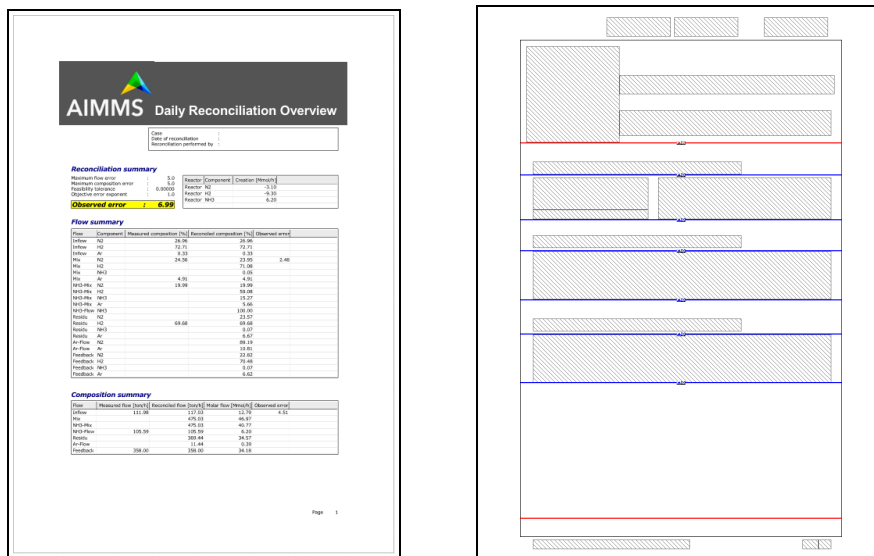 AIMMS Daily Reconciliation Overview
Case :
Date of reconciliation :
Reconciliation performed by :
Reconciliation summary
Maximum flow error : 5.0
Maximum composition error : 5.0
Feasibility tolerance : 0.00000
Objective error exponent : 1.0
Observed error : 6.99
Reactor Component Creation [Mmol/h]
Reactor N2 -3.10
Reactor H2 -9.30
Reactor NH3 6.20
Flow summary
Flow Component Measured composition [%] Reconciled composition [%] Observed error
Inflow N2 26.96 26.96
Inflow H2 72.71 72.71
Inflow Ar 0.33 0.33
Mix N2 24.56 23.95 2.48
Mix H2 71.08
Mix NH3 0.05
Mix Ar 4.91 4.91
NH3-Mix N2 19.99 19.99
NH3-Mix H2 59.08
NH3-Mix NH3 15.27
NH3-Mix Ar 5.66
NH3-Flow NH3 100.00
Residu N2 23.57
Residu H2 69.68 69.68
Residu NH3 0.07
Residu Ar 6.67
Ar-Flow N2 89.19
Ar-Flow Ar 10.81
Feedback N2 22.82
Feedback H2 70.48
Feedback NH3 0.07
Feedback Ar 6.62
Composition summary
Flow Measured flow [ton/h] Reconciled flow [ton/h] Molar flow [Mmol/h] Observed error
Inflow 111.98 117.03 12.79 4.51
Mix 475.03 46.97
NH3-Mix 475.03 40.77
NH3-Flow 105.59 105.59 6.20
Residu 369.44 34.57
Ar-Flow 11.44 0.39
Feedback 358.00 358.00 34.18
Page 1